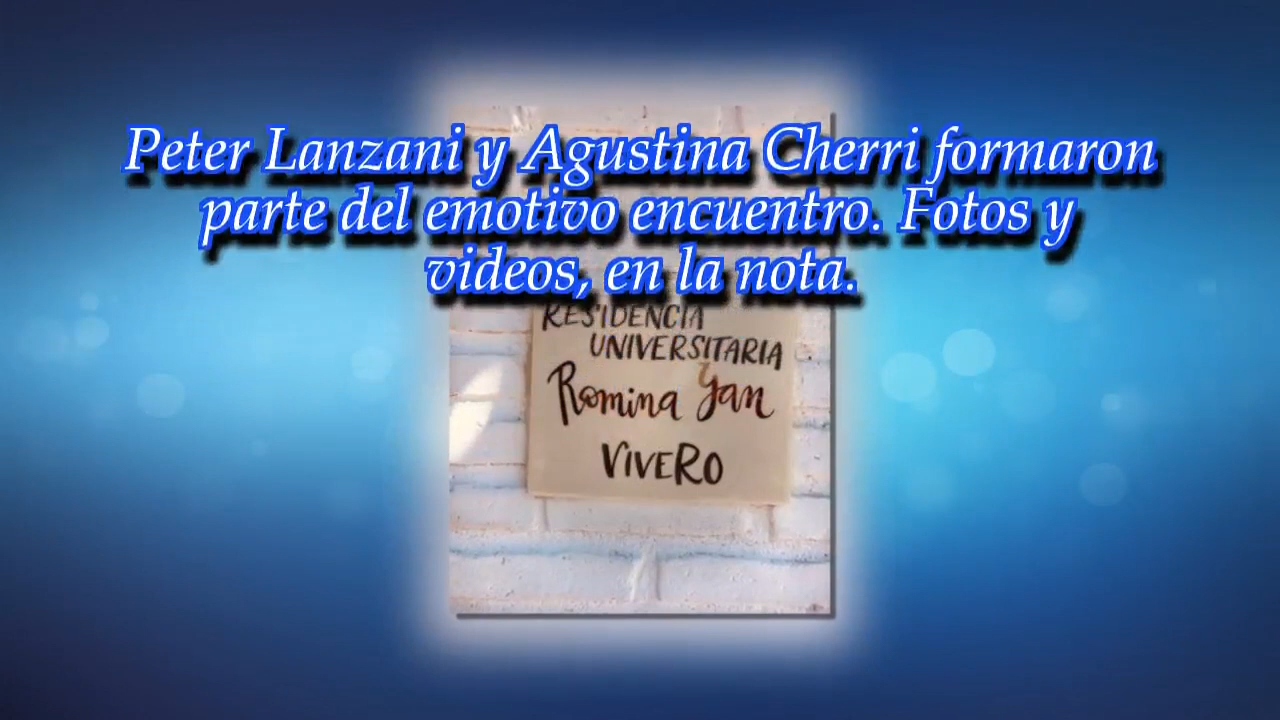 Peter Lanzani y Agustina Cherri formaron
parte del emotivo encuentro. Fotos y
videos, en la nota.
RESIDENCIA
UNIVERSITARIA
Romina Yan
VIVERO